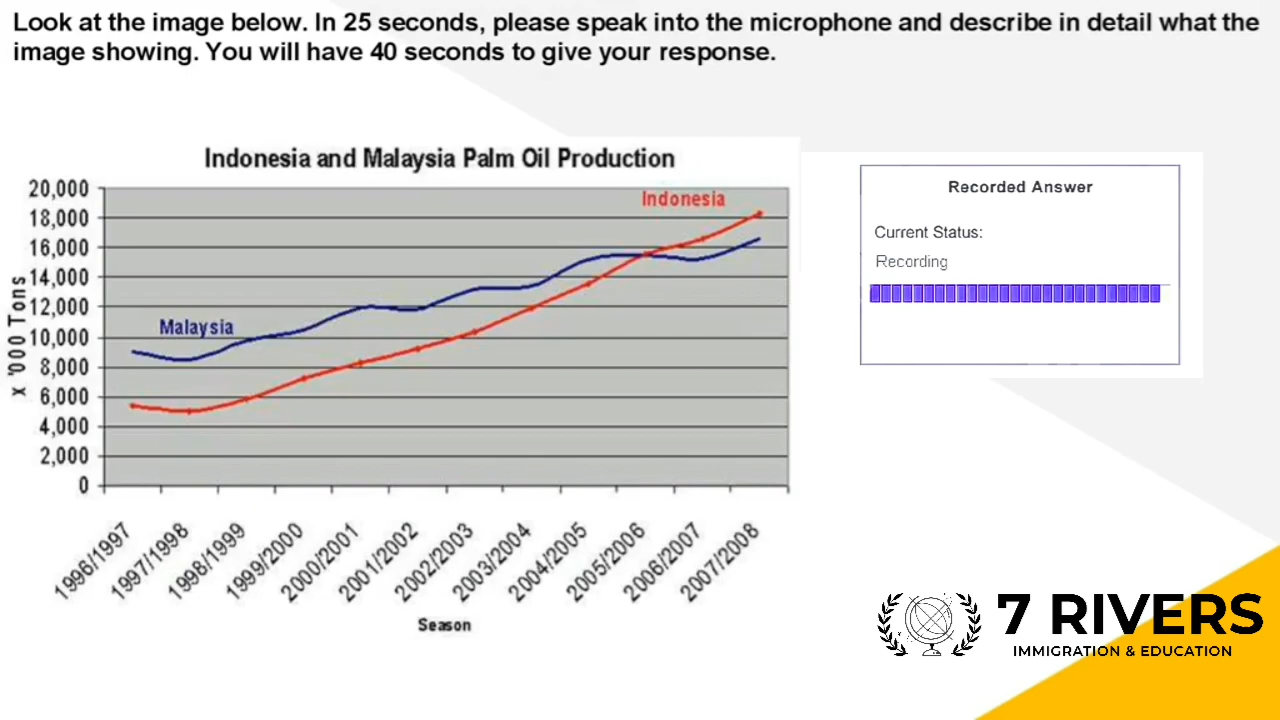 Look at the image below. In 25 seconds, please speak into the microphone and describe in detail what the
image showing. You will have 40 seconds to give your response.
Indonesia and Malaysia Palm Oil Production
20,000
18,000
16,000
14,000
12,000
10,000
8,000
6,000
4,000
2,000
0
x '000 Tons
Indonesia
Malaysia
1996/1997
1997/1998
1998/1999
1999/2000
2000/2001
2001/2002
2002/2003
2003/2004
2004/2005
2005/2006
2006/2007
2007/2008
Season
Recorded Answer
Current Status:
Recording
7 RIVERS
IMMIGRATION & EDUCATION